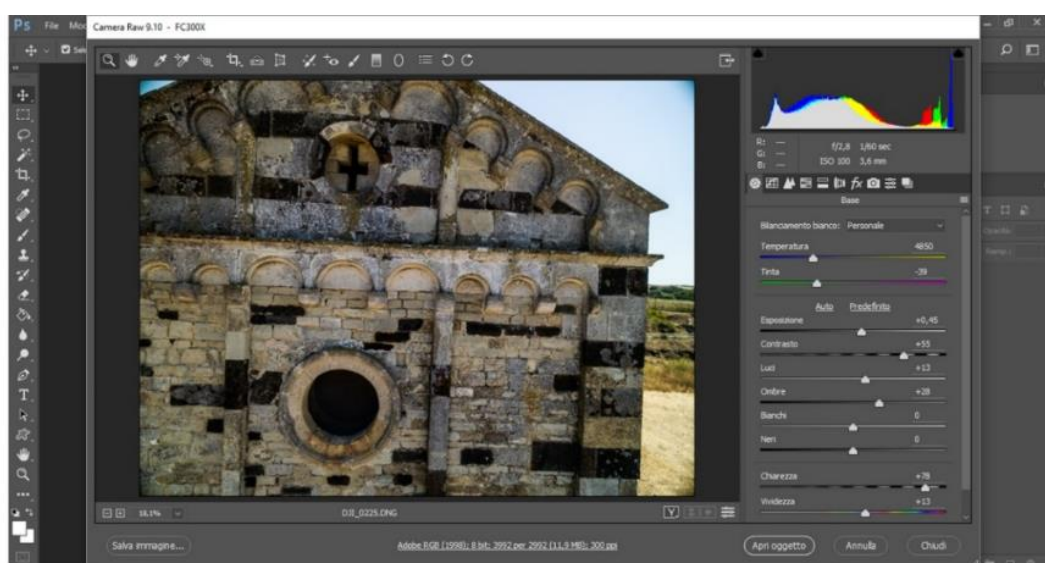 Ps File
Camera Raw 9.10 - FC300X
R: ---
G: ---
B: ---
f/2,8 1/60 sec
ISO 100 3,6 mm
Base
Bilanciamento bianco: Personale
Temperatura 4850
Tinta -39
Auto Predefinito
Esposizione +0,45
Contrasto +55
Luci +13
Ombre +28
Bianchi 0
Neri 0
Chiarezza +78
Vividezza +13
18,1% DJI_0225.DNG Y
Salva immagine... Adobe RGB (1998); 8 bit; 3992 per 2992 (11,9 MP); 300 ppi Apri oggetto Annulla Chiudi